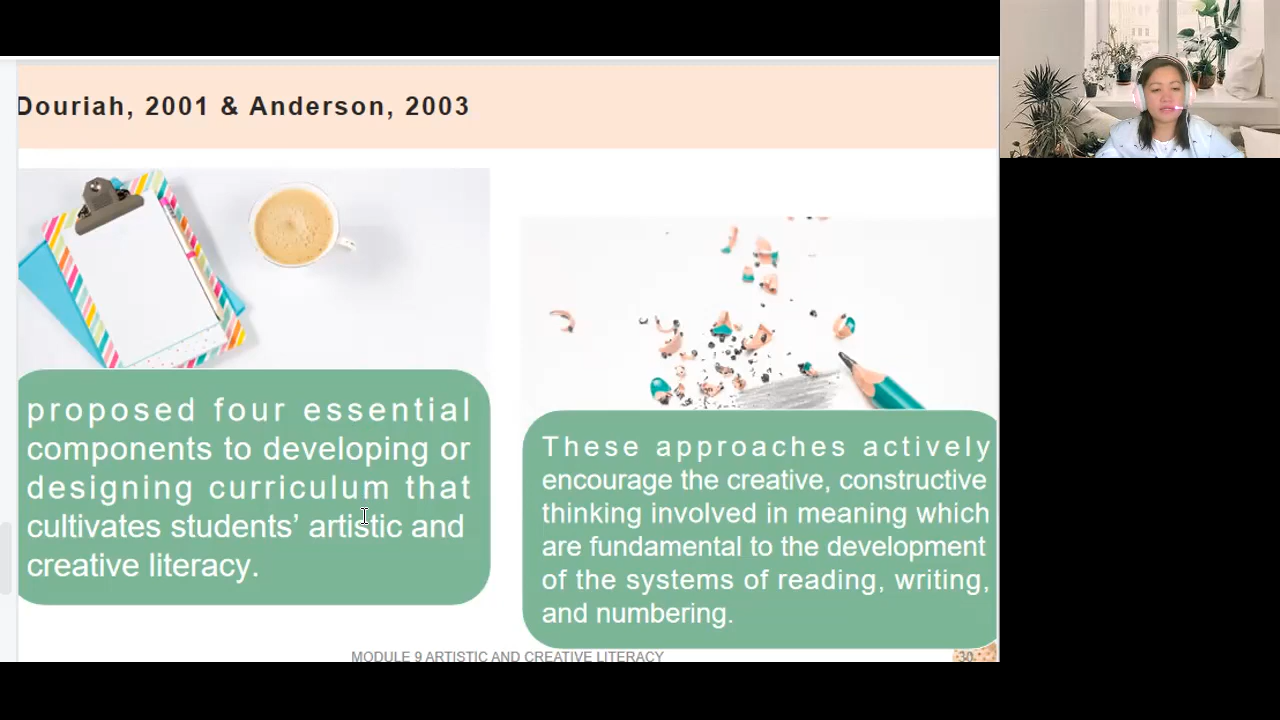 Douriah, 2001 & Anderson, 2003
proposed four essential
components to developing or
designing curriculum that
cultivates students’ artistic and
creative literacy.
These approaches actively
encourage the creative, constructive
thinking involved in meaning which
are fundamental to the development
of the systems of reading, writing,
and numbering.
MODULE 9 ARTISTIC AND CREATIVE LITERACY
30